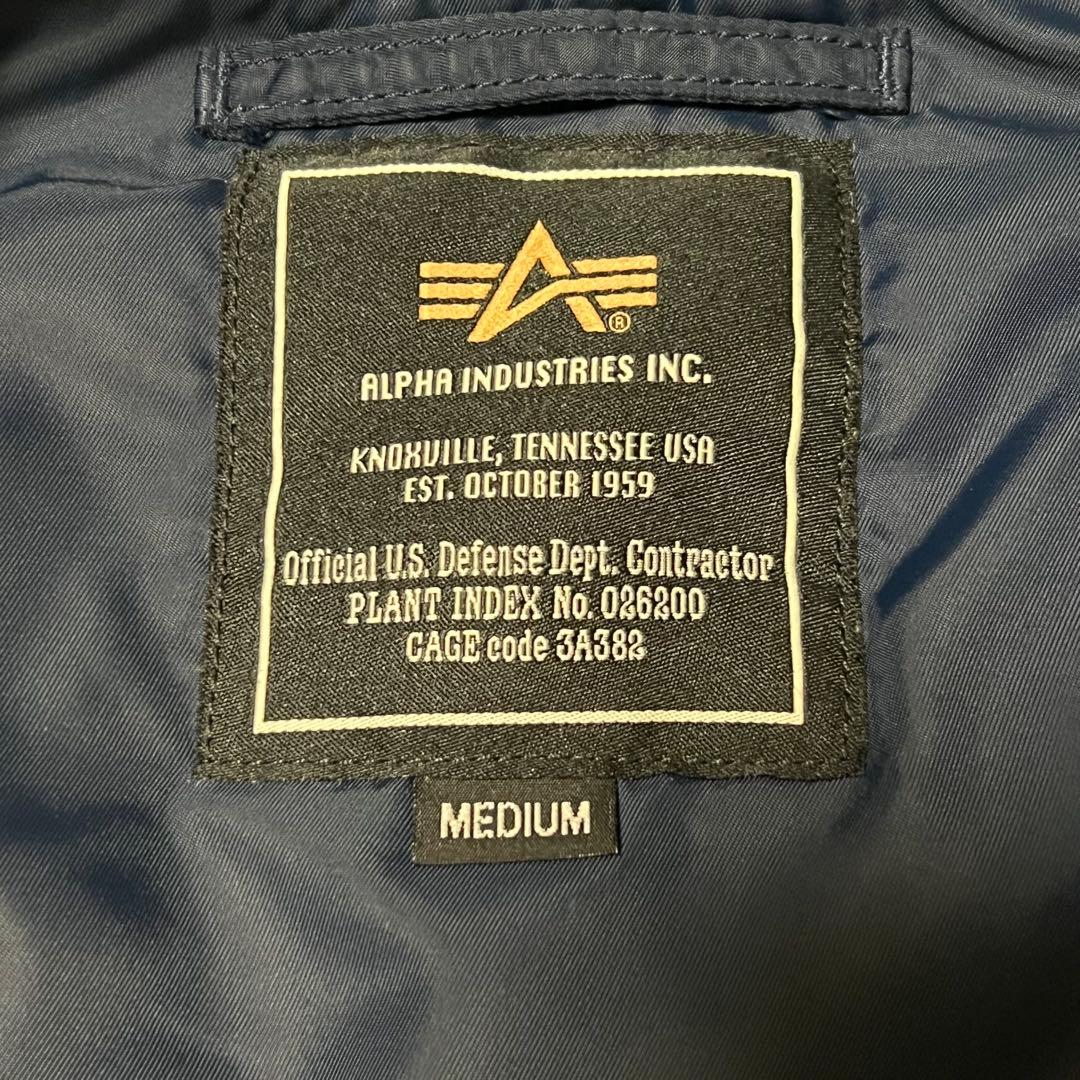 ®
ALPHA INDUSTRIES INC.
KNOXVILLE, TENNESSEE USA
EST. OCTOBER 1959
Official U.S. Defense Dept. Contractor
PLANT INDEX No. 026200
CAGE code 3A382
MEDIUM